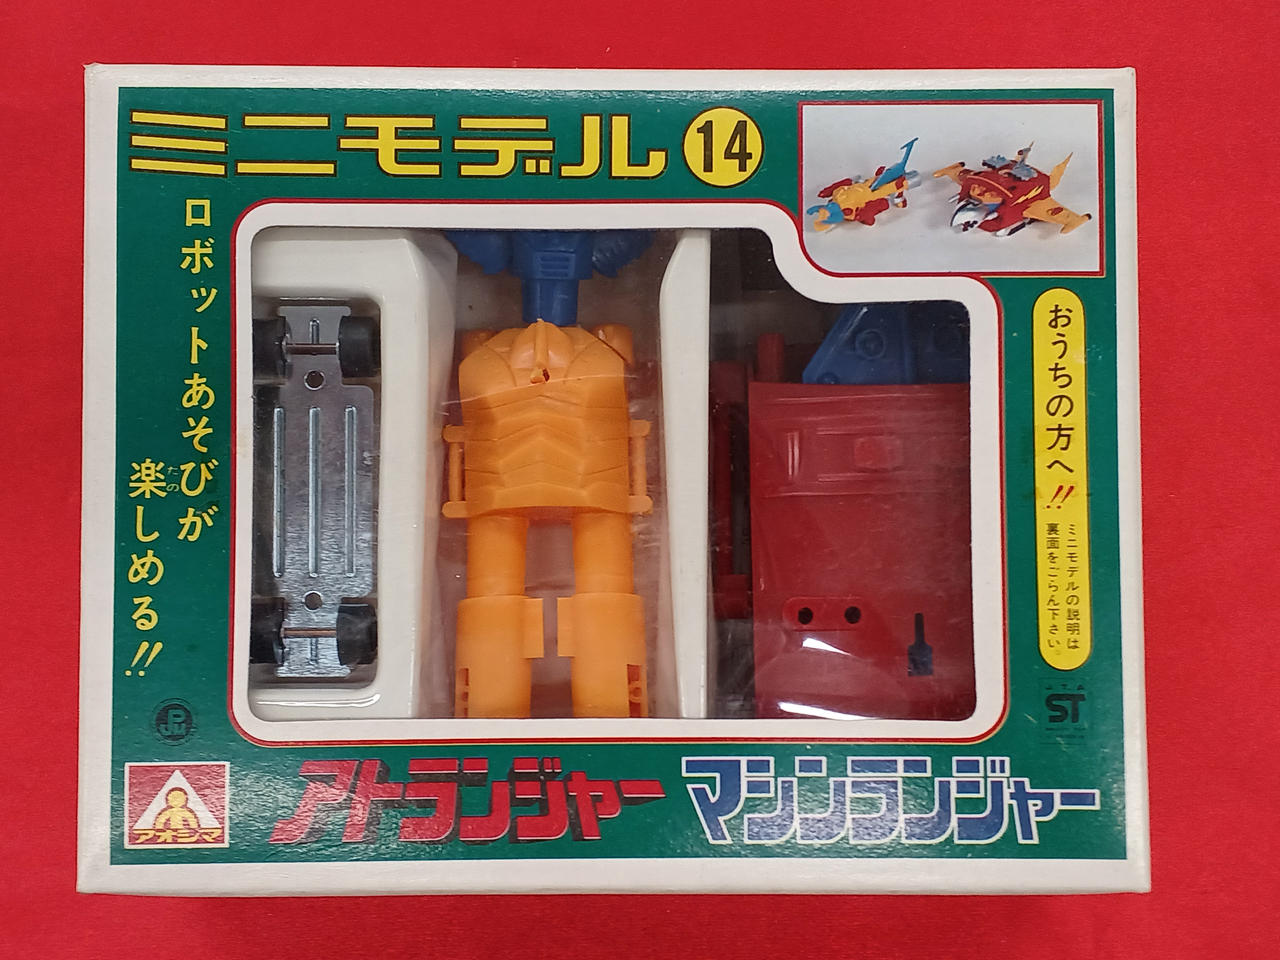 ミニモデル 14
ロボットあそびが
楽しめる!!
たの
おうちの方へ!!
ミニモデルの説明は
裏面をごらん下さい。
ST
アオシマ
アトランジャー
マシンランジャー